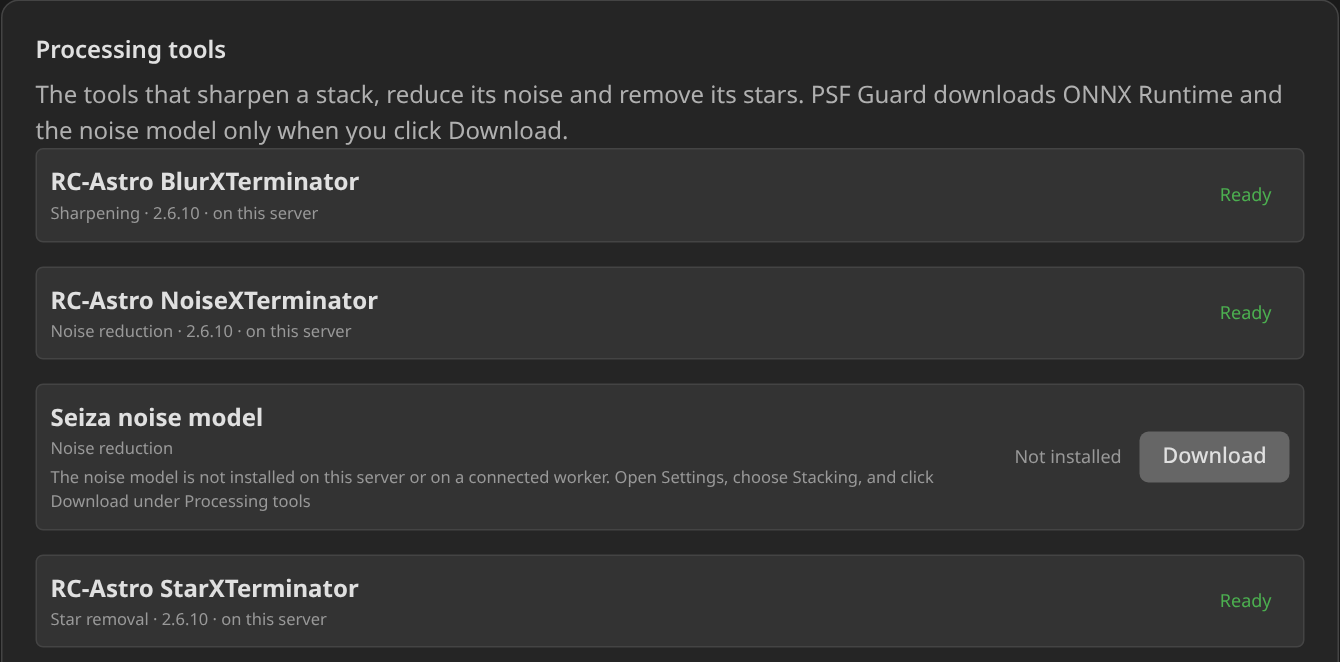 Processing tools
The tools that sharpen a stack, reduce its noise and remove its stars. PSF Guard downloads ONNX Runtime and
the noise model only when you click Download.
RC-Astro BlurXTerminator
Sharpening · 2.6.10 · on this server
Ready
RC-Astro NoiseXTerminator
Noise reduction · 2.6.10 · on this server
Ready
Seiza noise model
Noise reduction
The noise model is not installed on this server or on a connected worker. Open Settings, choose Stacking, and click
Download under Processing tools
Not installed
Download
RC-Astro StarXTerminator
Star removal · 2.6.10 · on this server
Ready